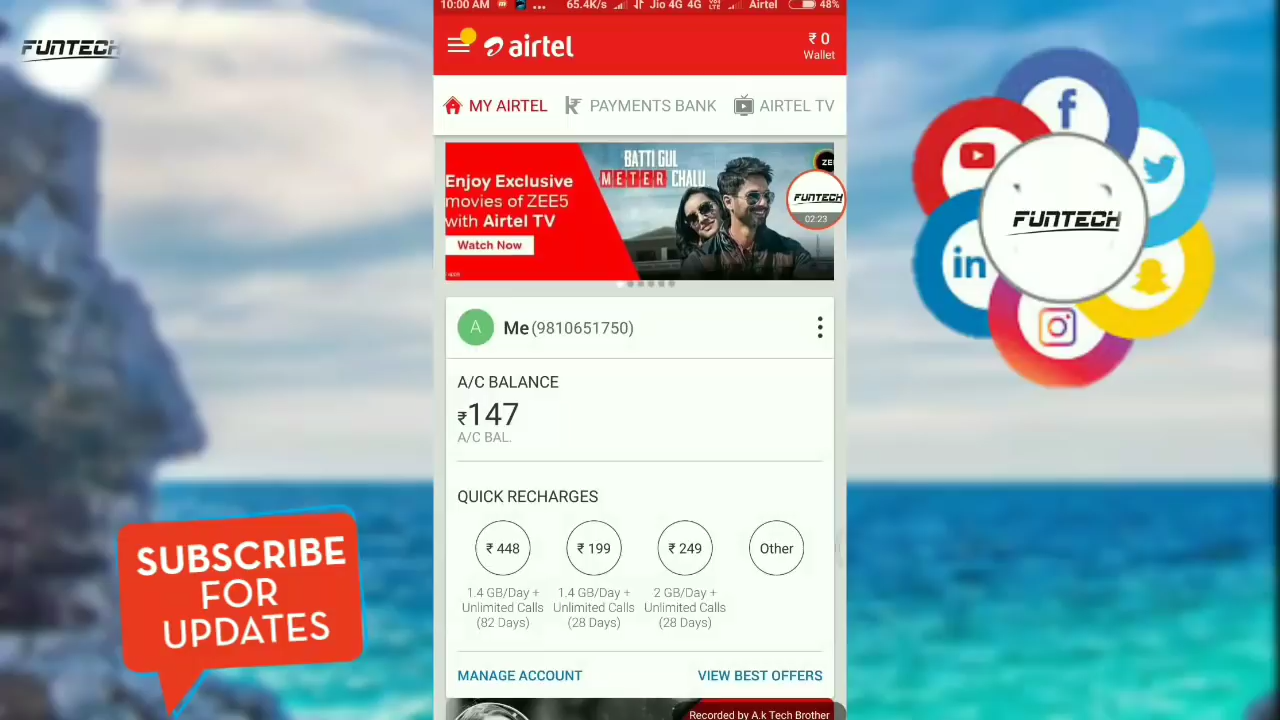 FUNTECH
10:00 AM ... 65.4K/s Jio 4G 4G Airtel 48%
airtel
₹ 0
Wallet
MY AIRTEL PAYMENTS BANK AIRTEL TV
Enjoy Exclusive
movies of ZEE5
with Airtel TV
Watch Now
BATTI GUL
METER CHALU
FUNTECH
02:23
A Me (9810651750)
A/C BALANCE
₹147
A/C BAL.
QUICK RECHARGES
₹ 448 ₹ 199 ₹ 249 Other
1.4 GB/Day + 1.4 GB/Day + 2 GB/Day +
Unlimited Calls Unlimited Calls Unlimited Calls
(82 Days) (28 Days) (28 Days)
MANAGE ACCOUNT VIEW BEST OFFERS
Recorded by A.k Tech Brother
f
in
FUNTECH
SUBSCRIBE
FOR
UPDATES